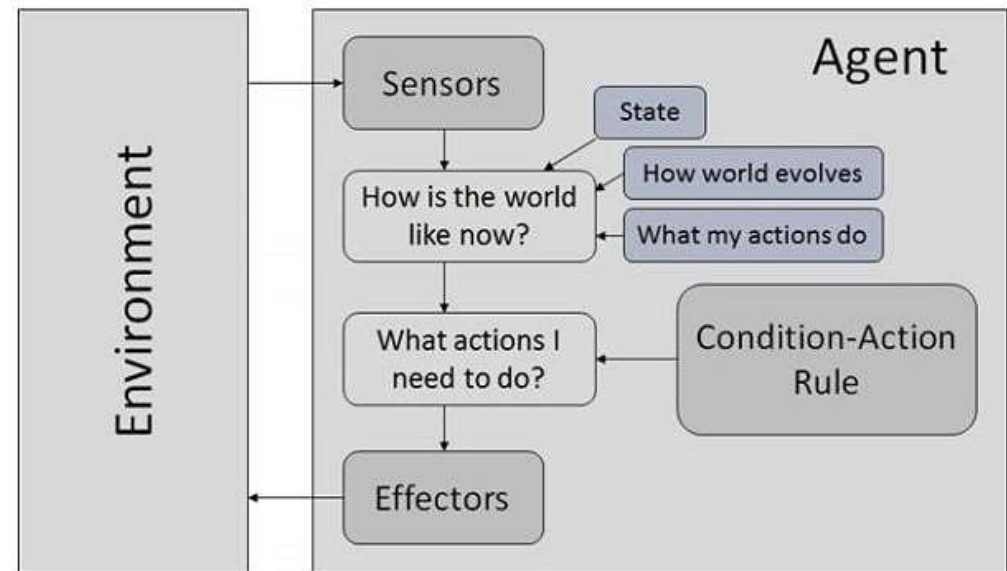 Environment
Agent
Sensors
State
How world evolves
How is the world
like now?
What my actions do
What actions I
need to do?
Condition-Action
Rule
Effectors